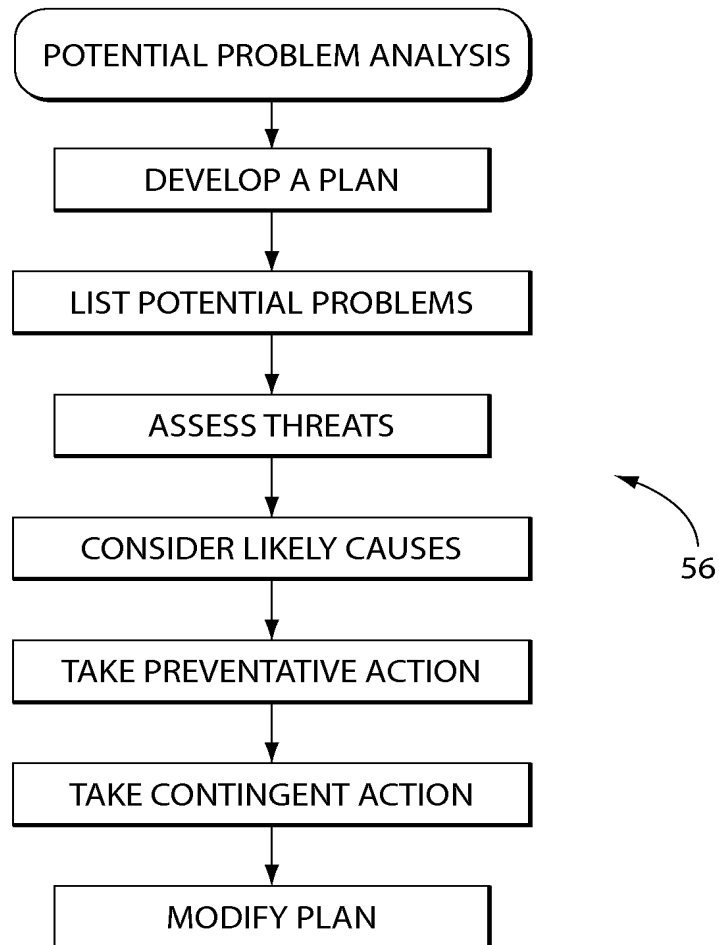 POTENTIAL PROBLEM ANALYSIS
DEVELOP A PLAN
LIST POTENTIAL PROBLEMS
ASSESS THREATS
CONSIDER LIKELY CAUSES
56
TAKE PREVENTATIVE ACTION
TAKE CONTINGENT ACTION
MODIFY PLAN